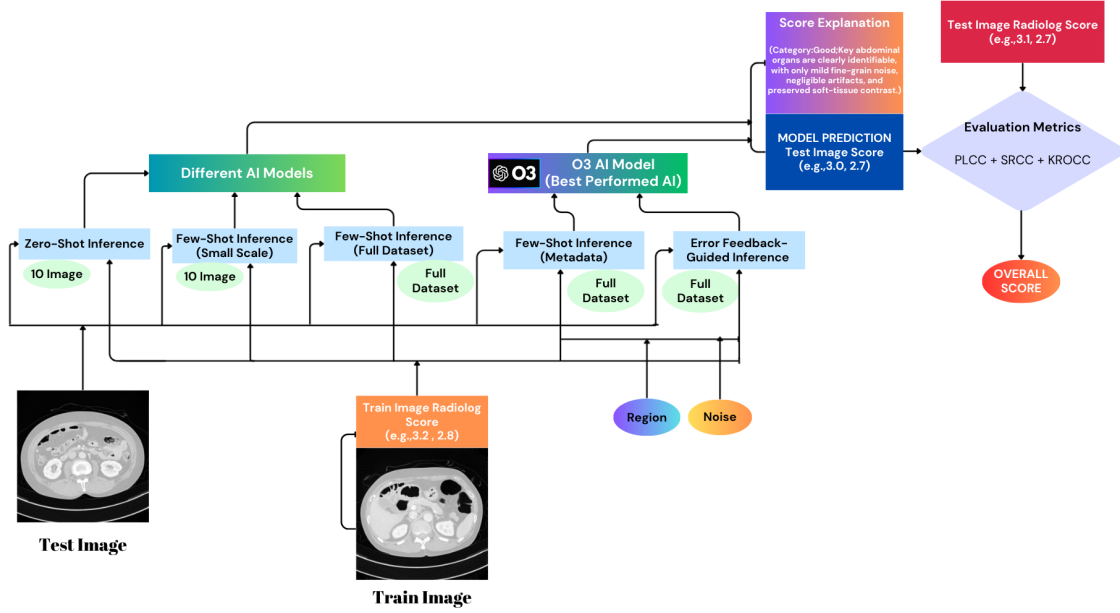 Score Explanation
(Category:Good;Key abdominal
organs are clearly identifiable,
with only mild fine-grain noise,
negligible artifacts, and
preserved soft-tissue contrast.)
Test Image Radiolog Score
(e.g.,3.1, 2.7)
MODEL PREDICTION
Test Image Score
(e.g.,3.0, 2.7)
Evaluation Metrics
PLCC + SRCC + KROCC
OVERALL
SCORE
Different AI Models
O3
O3 AI Model
(Best Performed AI)
Zero-Shot Inference
10 Image
Few-Shot Inference
(Small Scale)
10 Image
Few-Shot Inference
(Full Dataset)
Full
Dataset
Few-Shot Inference
(Metadata)
Full
Dataset
Error Feedback-
Guided Inference
Full
Dataset
Region
Noise
Train Image Radiolog
Score
(e.g.,3.2 , 2.8)
Test Image
Train Image